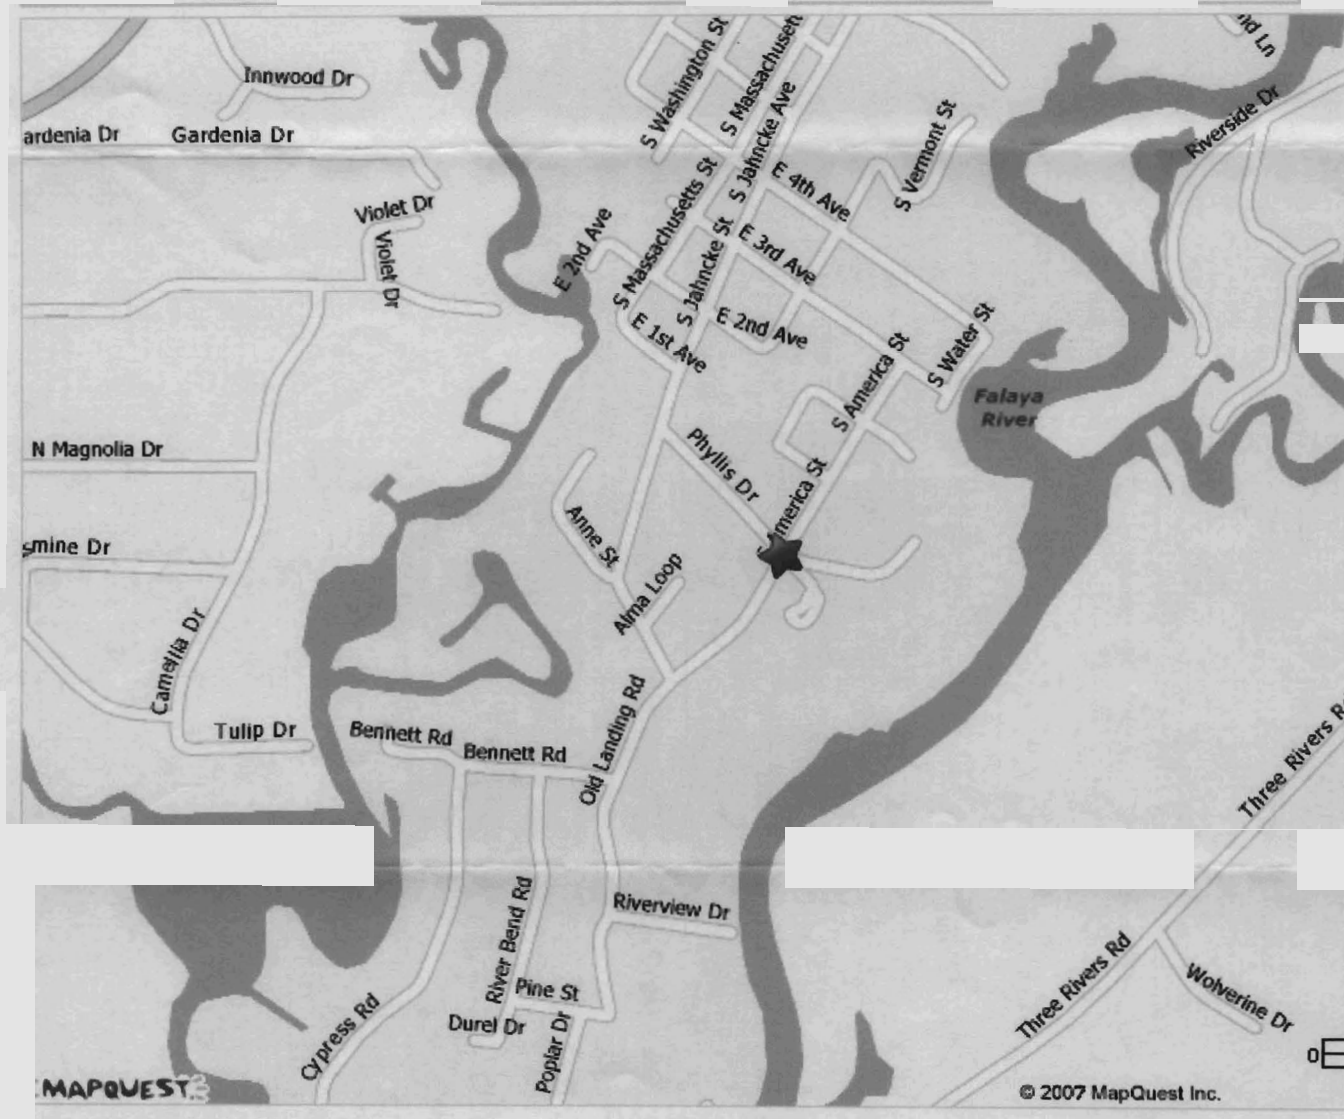 nd Ln
Innwood Dr
S Washington St
S Massachusett
Riverside Dr
ardenia Dr
Gardenia Dr
S Jahncke Ave
S Vermont St
E 4th Ave
Violet Dr
Violet Dr
E 2nd Ave
S Massachusetts St
S Jahncke St
E 3rd Ave
E 1st Ave
E 2nd Ave
S Water St
S America St
Falaya
River
N Magnolia Dr
Phyllis Dr
merica St
Anne St
smine Dr
Alma Loop
Camellia Dr
Tulip Dr
Bennett Rd
Bennett Rd
Old Landing Rd
Three Rivers R
Riverview Dr
River Bend Rd
Pine St
Durel Dr
Poplar Dr
Cypress Rd
Three Rivers Rd
Wolverine Dr
0
MAPQUEST
© 2007 MapQuest Inc.